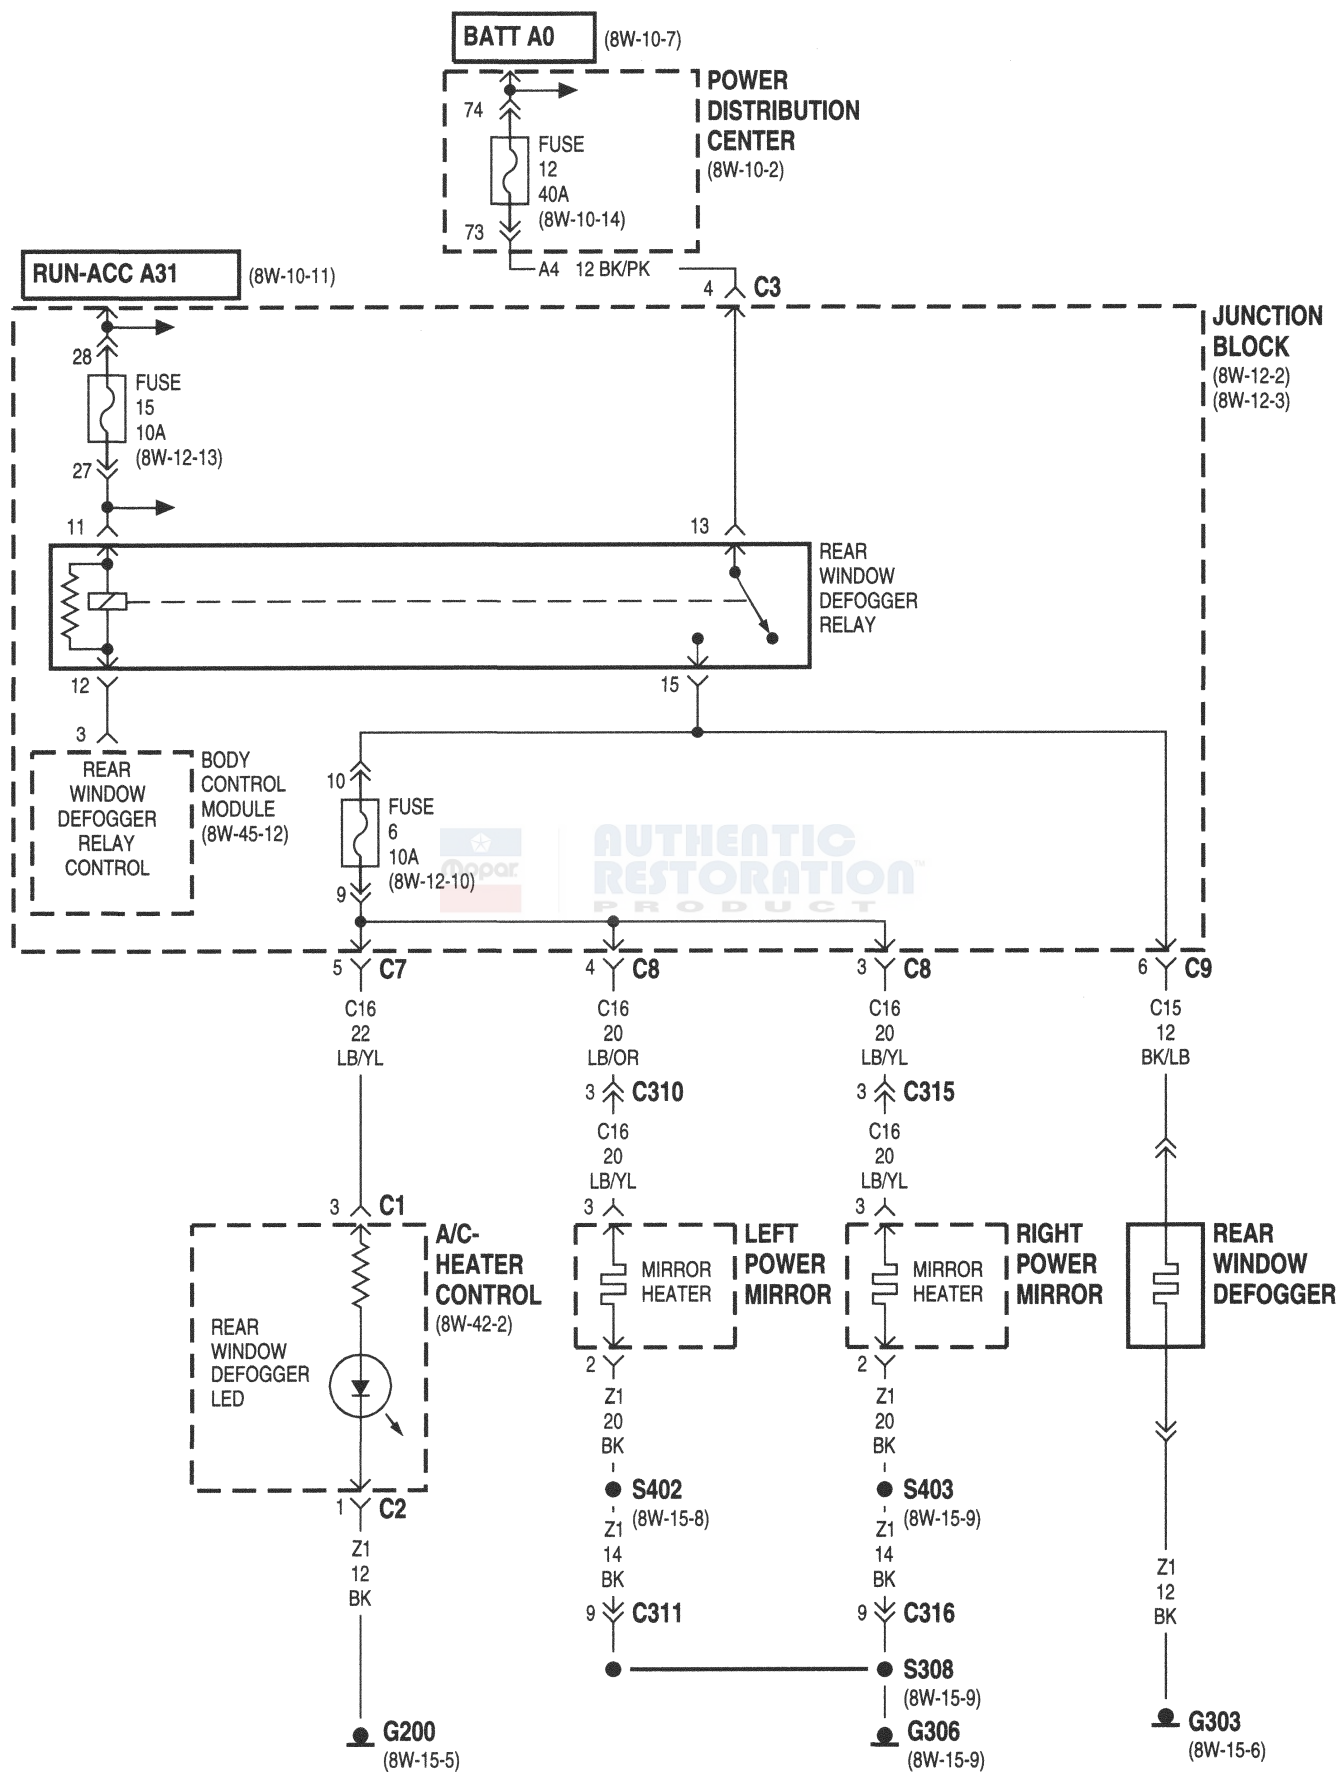 BATT A0
(8W-10-7)
POWER
DISTRIBUTION
CENTER
(8W-10-2)
74
FUSE
12
40A
(8W-10-14)
73
A4 12 BK/PK
4 C3
RUN-ACC A31
(8W-10-11)
JUNCTION
BLOCK
(8W-12-2)
(8W-12-3)
28
FUSE
15
10A
(8W-12-13)
27
11
13
REAR
WINDOW
DEFOGGER
RELAY
12
15
3
REAR
WINDOW
DEFOGGER
RELAY
CONTROL
BODY
CONTROL
MODULE
(8W-45-12)
10
FUSE
6
10A
(8W-12-10)
9
Mopar
AUTHENTIC
RESTORATION™
PRODUCT
5 C7
4 C8
3 C8
6 C9
C16
22
LB/YL
C16
20
LB/OR
C16
20
LB/YL
C15
12
BK/LB
3 C310
3 C315
C16
20
LB/YL
C16
20
LB/YL
3 C1
3
3
A/C-
HEATER
CONTROL
(8W-42-2)
REAR
WINDOW
DEFOGGER
LED
MIRROR
HEATER
LEFT
POWER
MIRROR
MIRROR
HEATER
RIGHT
POWER
MIRROR
REAR
WINDOW
DEFOGGER
2
2
Z1
20
BK
Z1
20
BK
1 C2
S402
(8W-15-8)
S403
(8W-15-9)
Z1
12
BK
Z1
14
BK
Z1
14
BK
Z1
12
BK
9 C311
9 C316
S308
(8W-15-9)
G200
(8W-15-5)
G306
(8W-15-9)
G303
(8W-15-6)